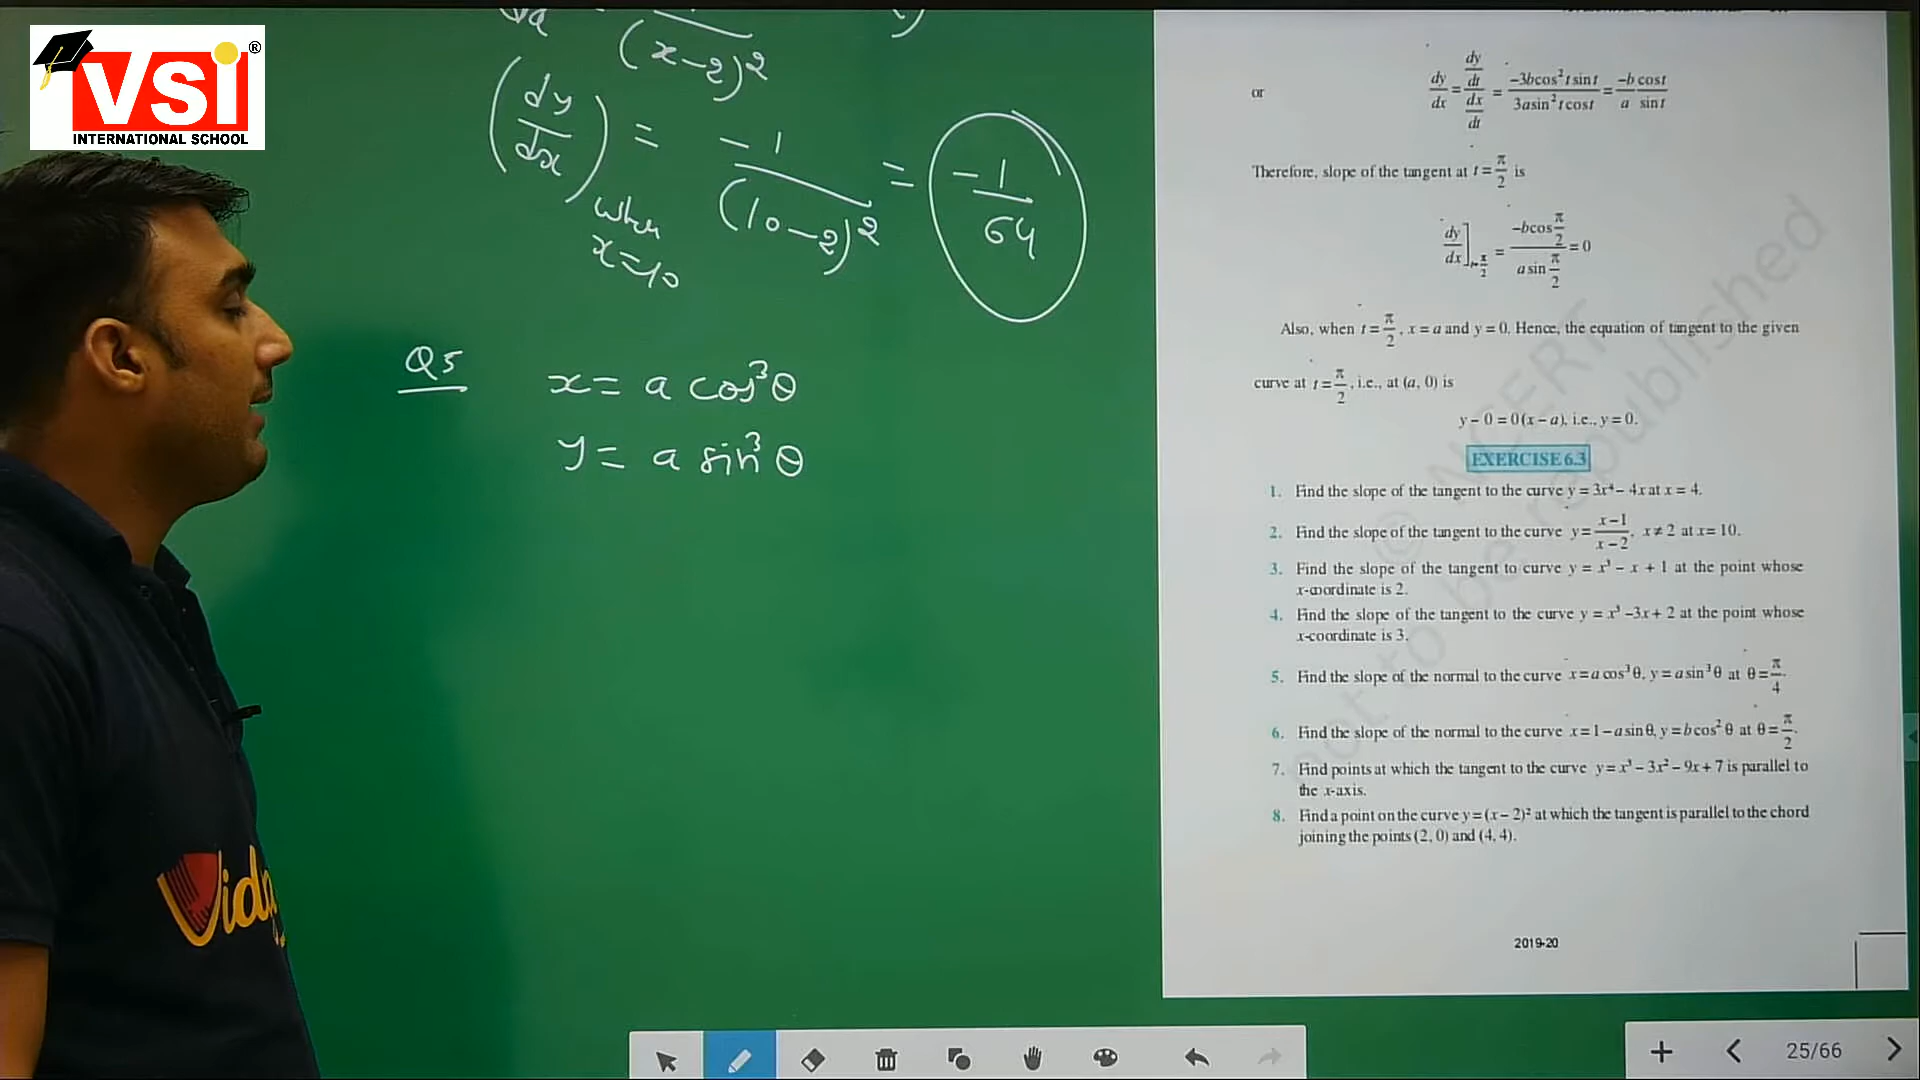 VSI ®
INTERNATIONAL SCHOOL
(x-2)²
(dy/dx) when x=10 = -1/(10-2)² = -1/64
Q5 x = a cos³θ
y = a sin³θ
or dy/dx = (dy/dt)/(dx/dt) = -3bcos²t sint/3asin²t cost = -b/a cost/sint
Therefore, slope of the tangent at t = π/2 is
dy/dx]t=π/2 = -bcos π/2 / a sin π/2 = 0
Also, when t = π/2, x = a and y = 0. Hence, the equation of tangent to the given
curve at t = π/2, i.e., at (a, 0) is
y – 0 = 0 (x – a), i.e., y = 0.
EXERCISE 6.3
1. Find the slope of the tangent to the curve y = 3x⁴ – 4x at x = 4.
2. Find the slope of the tangent to the curve y = x–1/x–2, x ≠ 2 at x = 10.
3. Find the slope of the tangent to curve y = x³ – x + 1 at the point whose
x-coordinate is 2.
4. Find the slope of the tangent to the curve y = x³ –3x + 2 at the point whose
x-coordinate is 3.
5. Find the slope of the normal to the curve x = a cos³θ, y = a sin³θ at θ = π/4.
6. Find the slope of the normal to the curve x = 1 – a sin θ, y = b cos²θ at θ = π/2.
7. Find points at which the tangent to the curve y = x³ – 3x² – 9x + 7 is parallel to
the x-axis.
8. Find a point on the curve y = (x – 2)² at which the tangent is parallel to the chord
joining the points (2, 0) and (4, 4).
© NCERT
not to be republished
2019-20
25/66